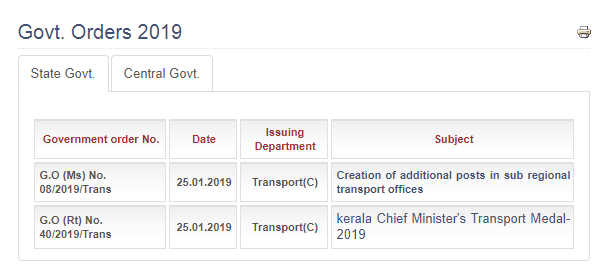 Govt. Orders 2019
State Govt.
Central Govt.
Government order No.
Date
Issuing
Department
Subject
G.O (Ms) No.
08/2019/Trans
25.01.2019
Transport(C)
Creation of additional posts in sub regional
transport offices
G.O (Rt) No.
40/2019/Trans
25.01.2019
Transport(C)
kerala Chief Minister's Transport Medal-
2019